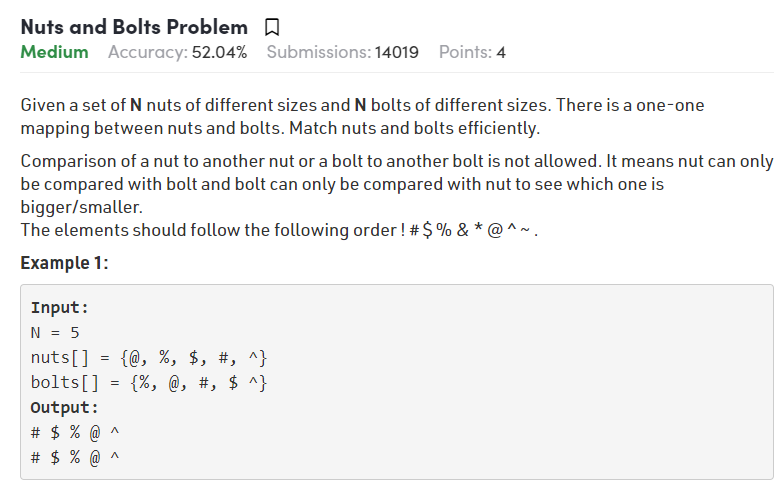 Nuts and Bolts Problem
Medium Accuracy: 52.04% Submissions: 14019 Points: 4
Given a set of N nuts of different sizes and N bolts of different sizes. There is a one-one
mapping between nuts and bolts. Match nuts and bolts efficiently.
Comparison of a nut to another nut or a bolt to another bolt is not allowed. It means nut can only
be compared with bolt and bolt can only be compared with nut to see which one is
bigger/smaller.
The elements should follow the following order ! # $ % & * @ ^ ~ .
Example 1:
Input:
N = 5
nuts[] = {@, %, $, #, ^}
bolts[] = {%, @, #, $ ^}
Output:
# $ % @ ^
# $ % @ ^